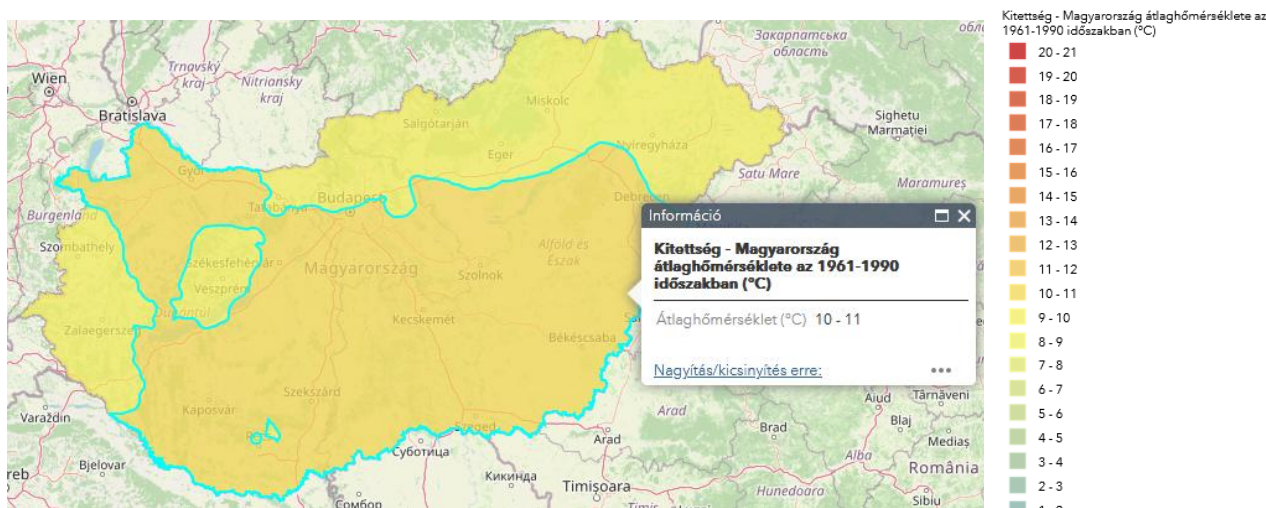 Kitettség - Magyarország átlaghőmérséklete az
1961-1990 időszakban (°C)
20 - 21
19 - 20
18 - 19
17 - 18
16 - 17
15 - 16
14 - 15
13 - 14
12 - 13
11 - 12
10 - 11
9 - 10
8 - 9
7 - 8
6 - 7
5 - 6
4 - 5
3 - 4
2 - 3
Закарпатська
область
Trnavský
kraj
Nitriansky
kraj
Wien
Bratislava
Miskolc
Salgótarján
Sighetu
Marmației
Eger
Nyíregyháza
Győr
Satu Mare
Maramureș
Budapest
Tatabánya
Debrecen
Burgenland
Szombathely
Székesfehérvár
Magyarország
Alföld és
Észak
Szolnok
Veszprém
Dunántúl
Zalaegerszeg
Kecskemét
Békéscsaba
Információ
Kitettség - Magyarország
átlaghőmérséklete az 1961-1990
időszakban (°C)
Átlaghőmérséklet (°C) 10 - 11
Nagyítás/kicsinyítés erre:
Szekszárd
Kaposvár
Varaždin
Szeged
Arad
Arad
Brad
Aiud
Târnăveni
Blaj
Mediaș
Alba
Bjelovar
Суботица
Кикинда
Timișoara
Hunedoara
România
Sibiu
Сомбор